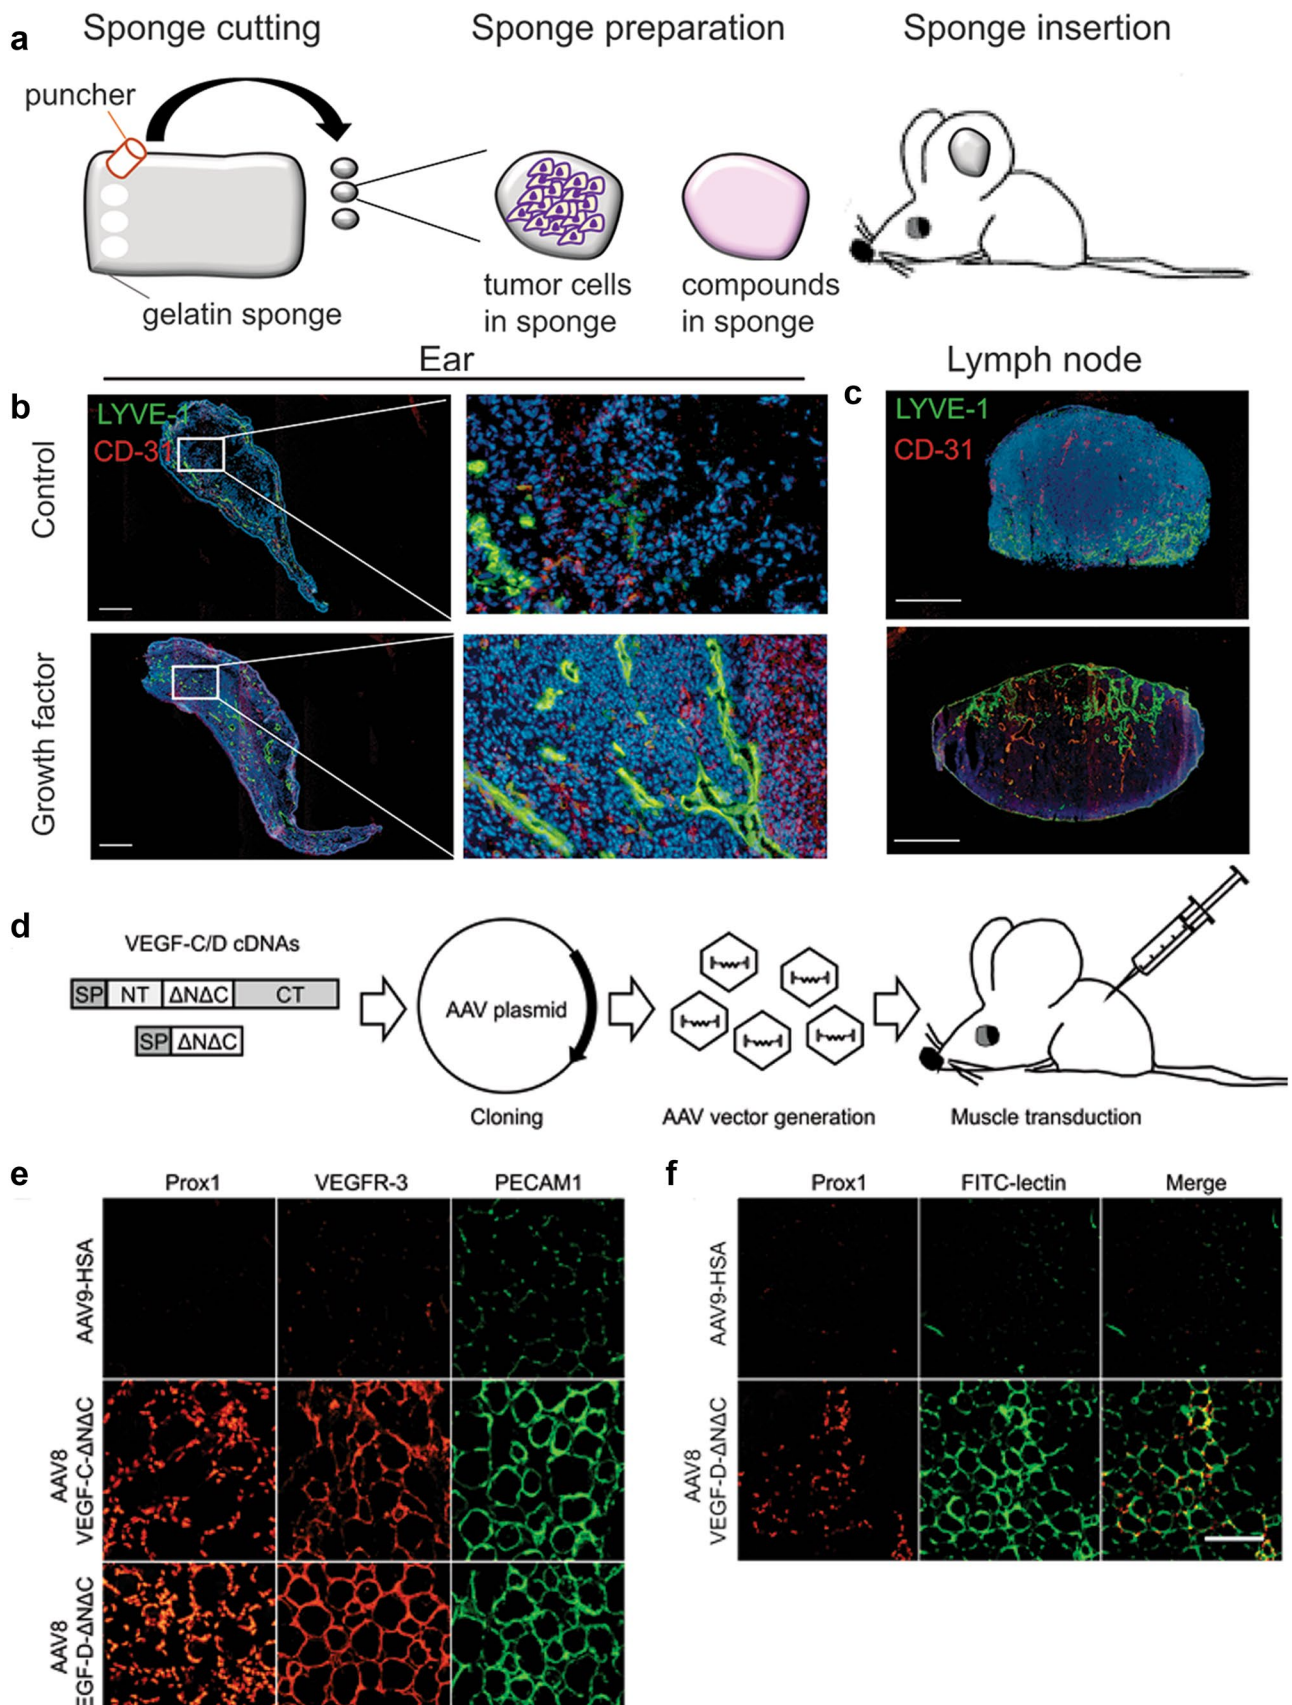 a
Sponge cutting
Sponge preparation
Sponge insertion
puncher
gelatin sponge
tumor cells
in sponge
compounds
in sponge
Ear
Lymph node
b
LYVE-1
CD-31
c
LYVE-1
CD-31
Control
Growth factor
d
VEGF-C/D cDNAs
SP NT ΔNΔC CT
SP ΔNΔC
AAV plasmid
Cloning
AAV vector generation
Muscle transduction
e
Prox1 VEGFR-3 PECAM1
AAV9-HSA
AAV8
VEGF-C-ΔNΔC
AAV8
EGF-D-ΔNΔC
f
Prox1 FITC-lectin Merge
AAV9-HSA
AAV8
VEGF-D-ΔNΔC